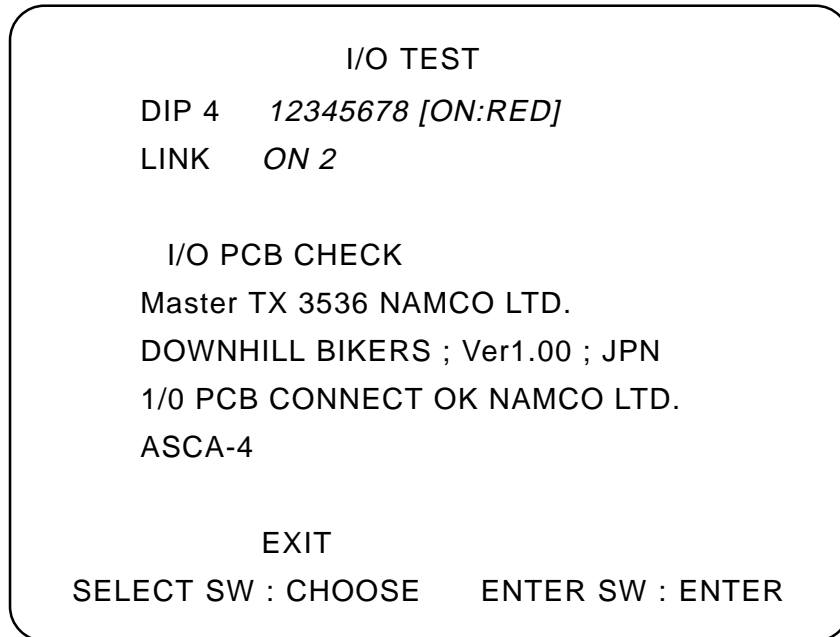 I/O TEST
DIP 4 12345678 [ON:RED]
LINK ON 2
I/O PCB CHECK
Master TX 3536 NAMCO LTD.
DOWNHILL BIKERS ; Ver1.00 ; JPN
1/0 PCB CONNECT OK NAMCO LTD.
ASCA-4
EXIT
SELECT SW : CHOOSE ENTER SW : ENTER